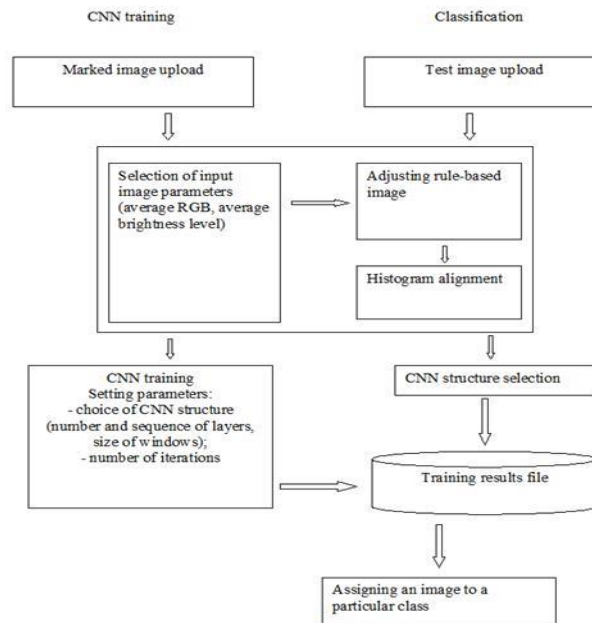 CNN training
Classification
Marked image upload
Test image upload
Selection of input
image parameters
(average RGB, average
brightness level)
Adjusting rule-based
image
Histogram alignment
CNN training
Setting parameters:
- choice of CNN structure
(number and sequence of layers,
size of windows);
- number of iterations
CNN structure selection
Training results file
Assigning an image to a
particular class